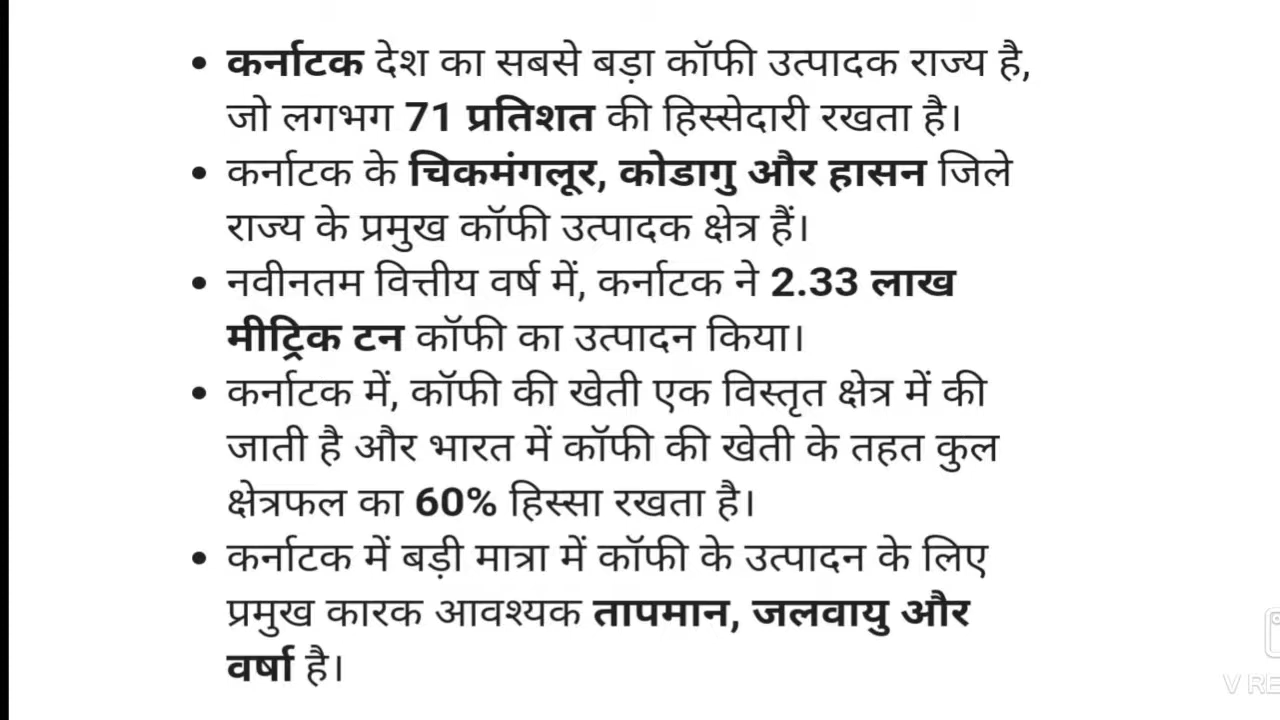 • कर्नाटक देश का सबसे बड़ा कॉफी उत्पादक राज्य है,
जो लगभग 71 प्रतिशत की हिस्सेदारी रखता है।
• कर्नाटक के चिकमंगलूर, कोडागु और हासन जिले
राज्य के प्रमुख कॉफी उत्पादक क्षेत्र हैं।
• नवीनतम वित्तीय वर्ष में, कर्नाटक ने 2.33 लाख
मीट्रिक टन कॉफी का उत्पादन किया।
• कर्नाटक में, कॉफी की खेती एक विस्तृत क्षेत्र में की
जाती है और भारत में कॉफी की खेती के तहत कुल
क्षेत्रफल का 60% हिस्सा रखता है।
• कर्नाटक में बड़ी मात्रा में कॉफी के उत्पादन के लिए
प्रमुख कारक आवश्यक तापमान, जलवायु और
वर्षा है।
V RE